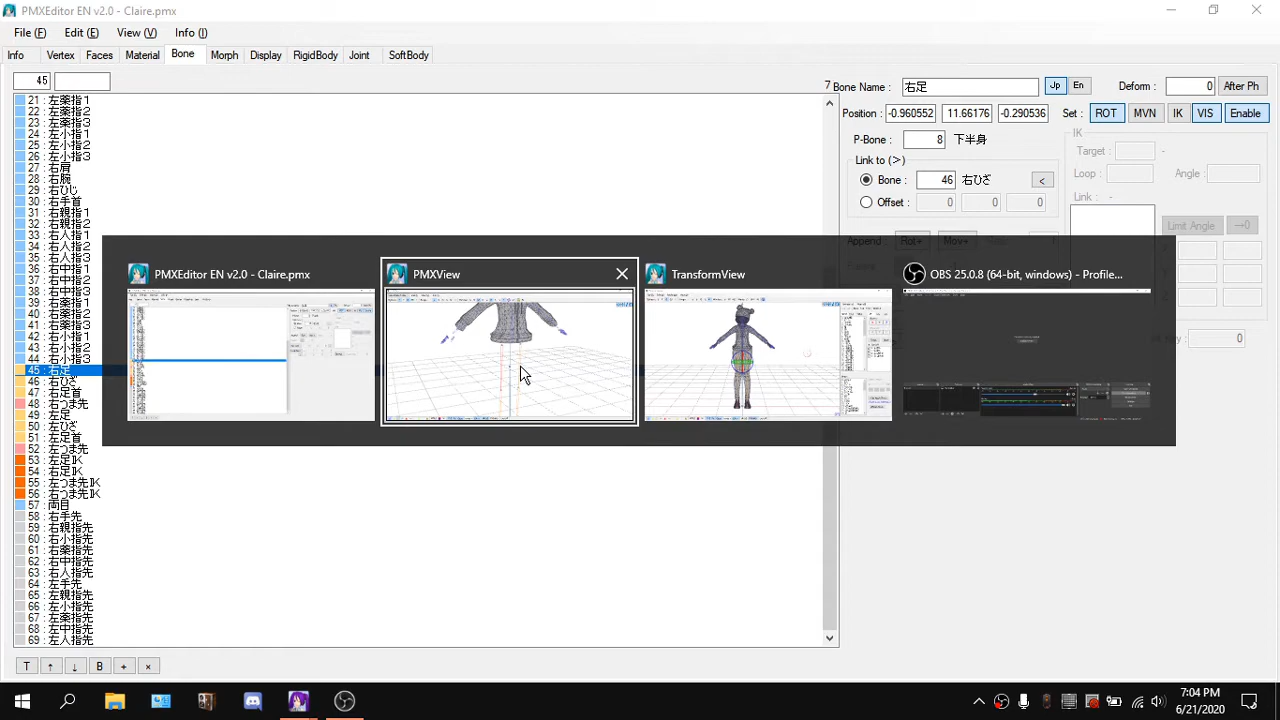 PMXEditor EN v2.0 - Claire.pmx
File (F) Edit (E) View (V) Info (I)
Info Vertex Faces Material Bone Morph Display RigidBody Joint SoftBody
45
7 Bone Name : 右足 Jp En Deform : 0 After Ph
Position : -0.960552 11.66176 -0.290536 Set : ROT MVN IK VIS Enable
P-Bone : 8 下半身
Link to (>)
Bone : 46 右ひざ <
Offset : 0 0 0
IK
Target : -
Loop : Angle :
Link : -
Limit Angle
Append : Rot+ Mov+
Key : 0
21 : 左薬指1
22 : 左薬指2
23 : 左薬指3
24 : 左小指1
25 : 左小指2
26 : 左小指3
27 : 右肩
28 : 右腕
29 : 右ひじ
30 : 右手首
31 : 右親指1
32 : 右親指2
33 : 右人指1
34 : 右人指2
35 : 右人指3
36 : 右中指1
37 : 右中指2
38 : 右中指3
39 : 右薬指1
40 : 右薬指2
41 : 右薬指3
42 : 右小指1
43 : 右小指2
44 : 右小指3
45 : 右足
46 : 右ひざ
47 : 右足首
48 : 右つま先
49 : 左足
50 : 左ひざ
51 : 左足首
52 : 左つま先
53 : 左足IK
54 : 右足IK
55 : 左つま先IK
56 : 右つま先IK
57 : 両目
58 : 右手先
59 : 右親指先
60 : 右小指先
61 : 右薬指先
62 : 右中指先
63 : 右人指先
64 : 左手先
65 : 左親指先
66 : 左小指先
67 : 左薬指先
68 : 左中指先
69 : 左人指先
PMXEditor EN v2.0 - Claire.pmx
PMXView
TransformView
OBS 25.0.8 (64-bit, windows) - Profile...
T ↑ ↓ B + ×
7:04 PM
6/21/2020